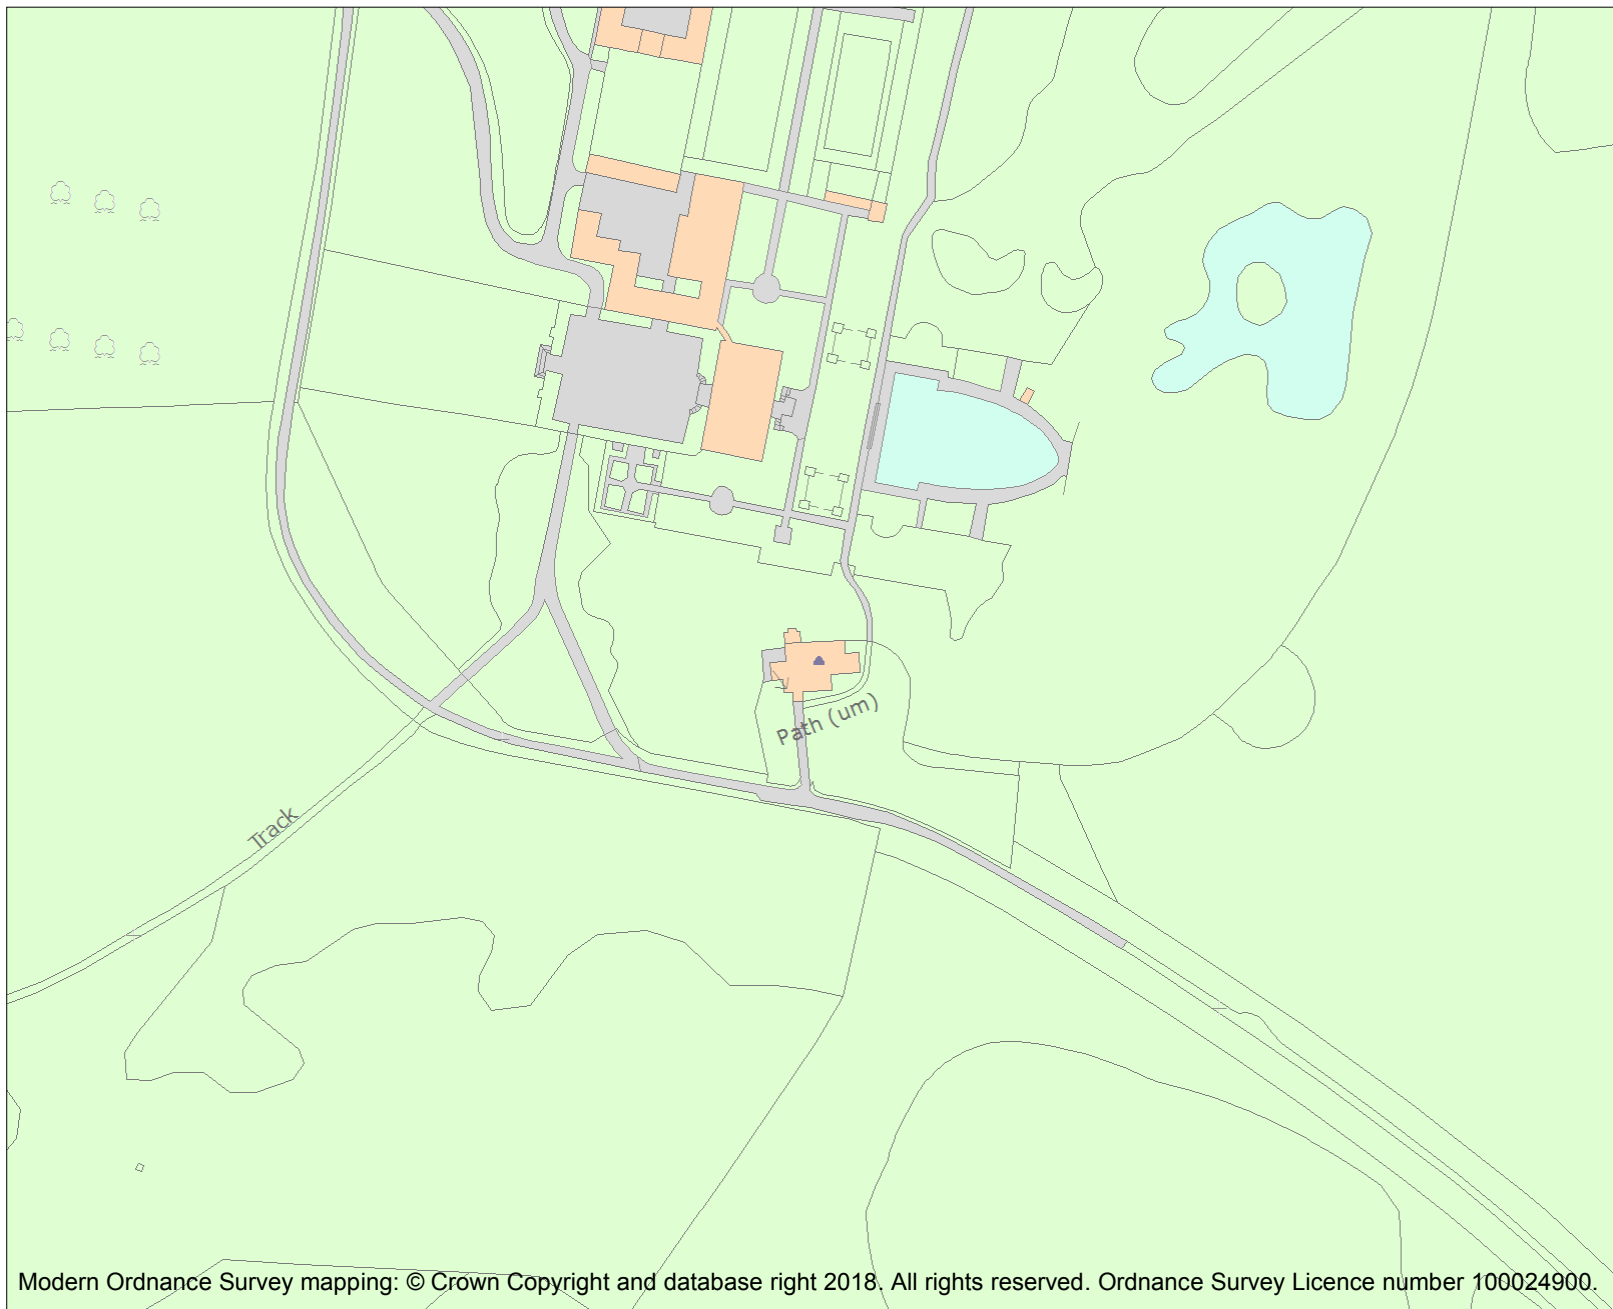 Path (um)
Track
Modern Ordnance Survey mapping: © Crown Copyright and database right 2018. All rights reserved. Ordnance Survey Licence number 100024900.